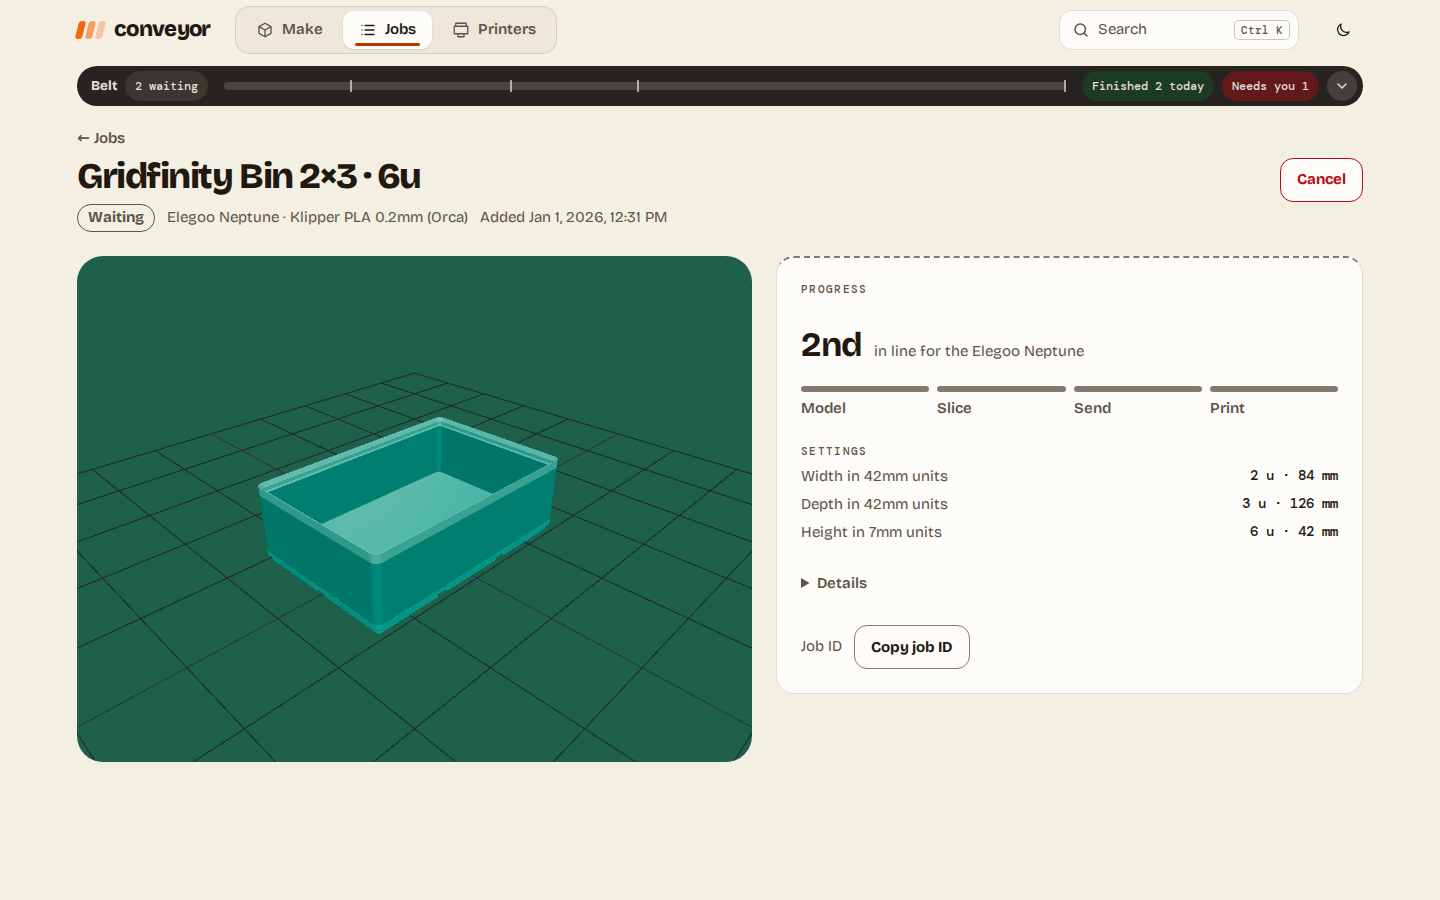 conveyor
Make
Jobs
Printers
Search
Ctrl K
Belt
2 waiting
Finished 2 today
Needs you 1
← Jobs
Gridfinity Bin 2×3 · 6u
Cancel
Waiting
Elegoo Neptune · Klipper PLA 0.2mm (Orca)
Added Jan 1, 2026, 12:31 PM
PROGRESS
2nd in line for the Elegoo Neptune
Model
Slice
Send
Print
SETTINGS
Width in 42mm units
2 u · 84 mm
Depth in 42mm units
3 u · 126 mm
Height in 7mm units
6 u · 42 mm
Details
Job ID
Copy job ID